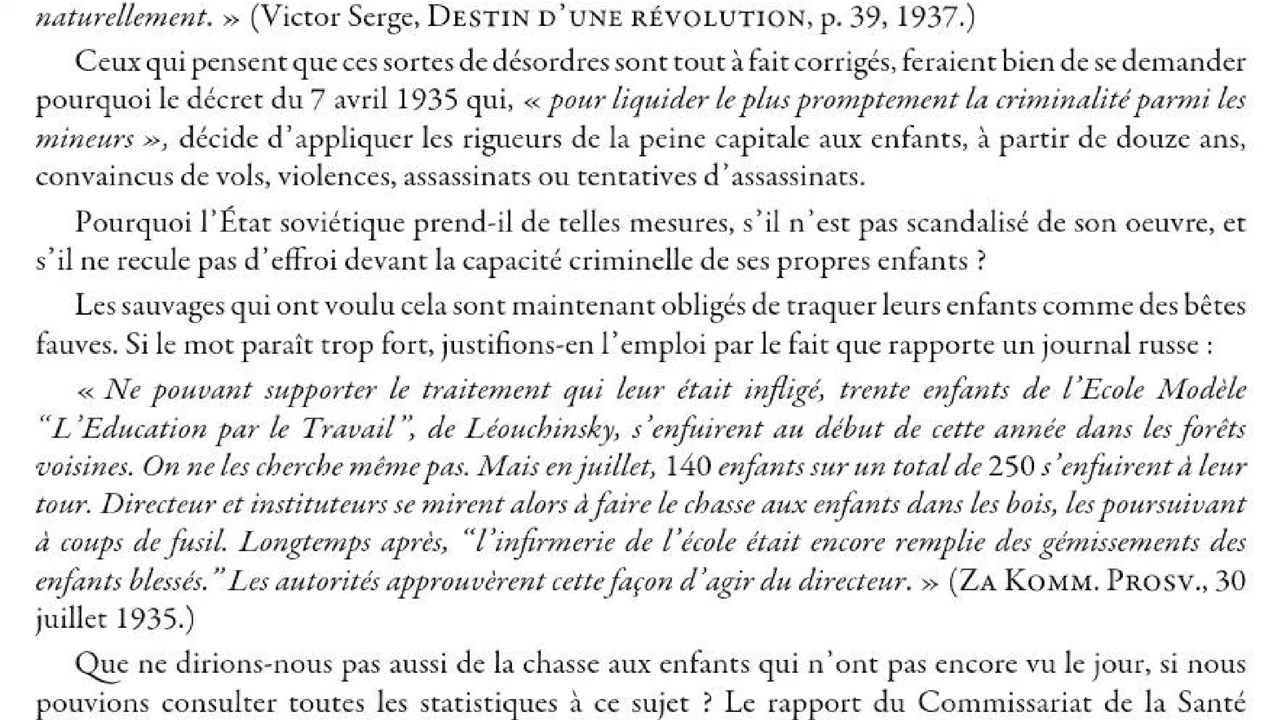 naturellement. » (Victor Serge, DESTIN D'UNE RÉVOLUTION, p. 39, 1937.)
Ceux qui pensent que ces sortes de désordres sont tout à fait corrigés, feraient bien de se demander
pourquoi le décret du 7 avril 1935 qui, « pour liquider le plus promptement la criminalité parmi les
mineurs », décide d'appliquer les rigueurs de la peine capitale aux enfants, à partir de douze ans,
convaincus de vols, violences, assassinats ou tentatives d'assassinats.
Pourquoi l'État soviétique prend-il de telles mesures, s'il n'est pas scandalisé de son oeuvre, et
s'il ne recule pas d'effroi devant la capacité criminelle de ses propres enfants ?
Les sauvages qui ont voulu cela sont maintenant obligés de traquer leurs enfants comme des bêtes
fauves. Si le mot paraît trop fort, justifions-en l'emploi par le fait que rapporte un journal russe :
« Ne pouvant supporter le traitement qui leur était infligé, trente enfants de l'Ecole Modèle
“L'Education par le Travail”, de Léouchinsky, s'enfuirent au début de cette année dans les forêts
voisines. On ne les cherche même pas. Mais en juillet, 140 enfants sur un total de 250 s'enfuirent à leur
tour. Directeur et instituteurs se mirent alors à faire le chasse aux enfants dans les bois, les poursuivant
à coups de fusil. Longtemps après, “l'infirmerie de l'école était encore remplie des gémissements des
enfants blessés.” Les autorités approuvèrent cette façon d'agir du directeur. » (ZA KOMM. PROSV., 30
juillet 1935.)
Que ne dirions-nous pas aussi de la chasse aux enfants qui n'ont pas encore vu le jour, si nous
pouvions consulter toutes les statistiques à ce sujet ? Le rapport du Commissariat de la Santé